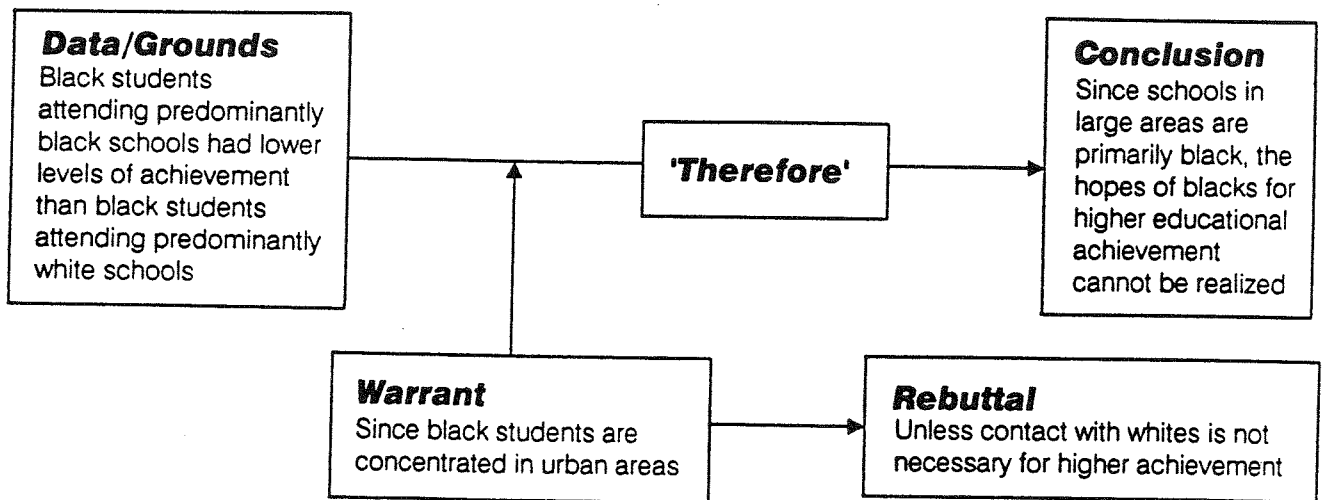 Data/Grounds
Black students
attending predominantly
black schools had lower
levels of achievement
than black students
attending predominantly
white schools
'Therefore'
Conclusion
Since schools in
large areas are
primarily black, the
hopes of blacks for
higher educational
achievement
cannot be realized
Warrant
Since black students are
concentrated in urban areas
Rebuttal
Unless contact with whites is not
necessary for higher achievement